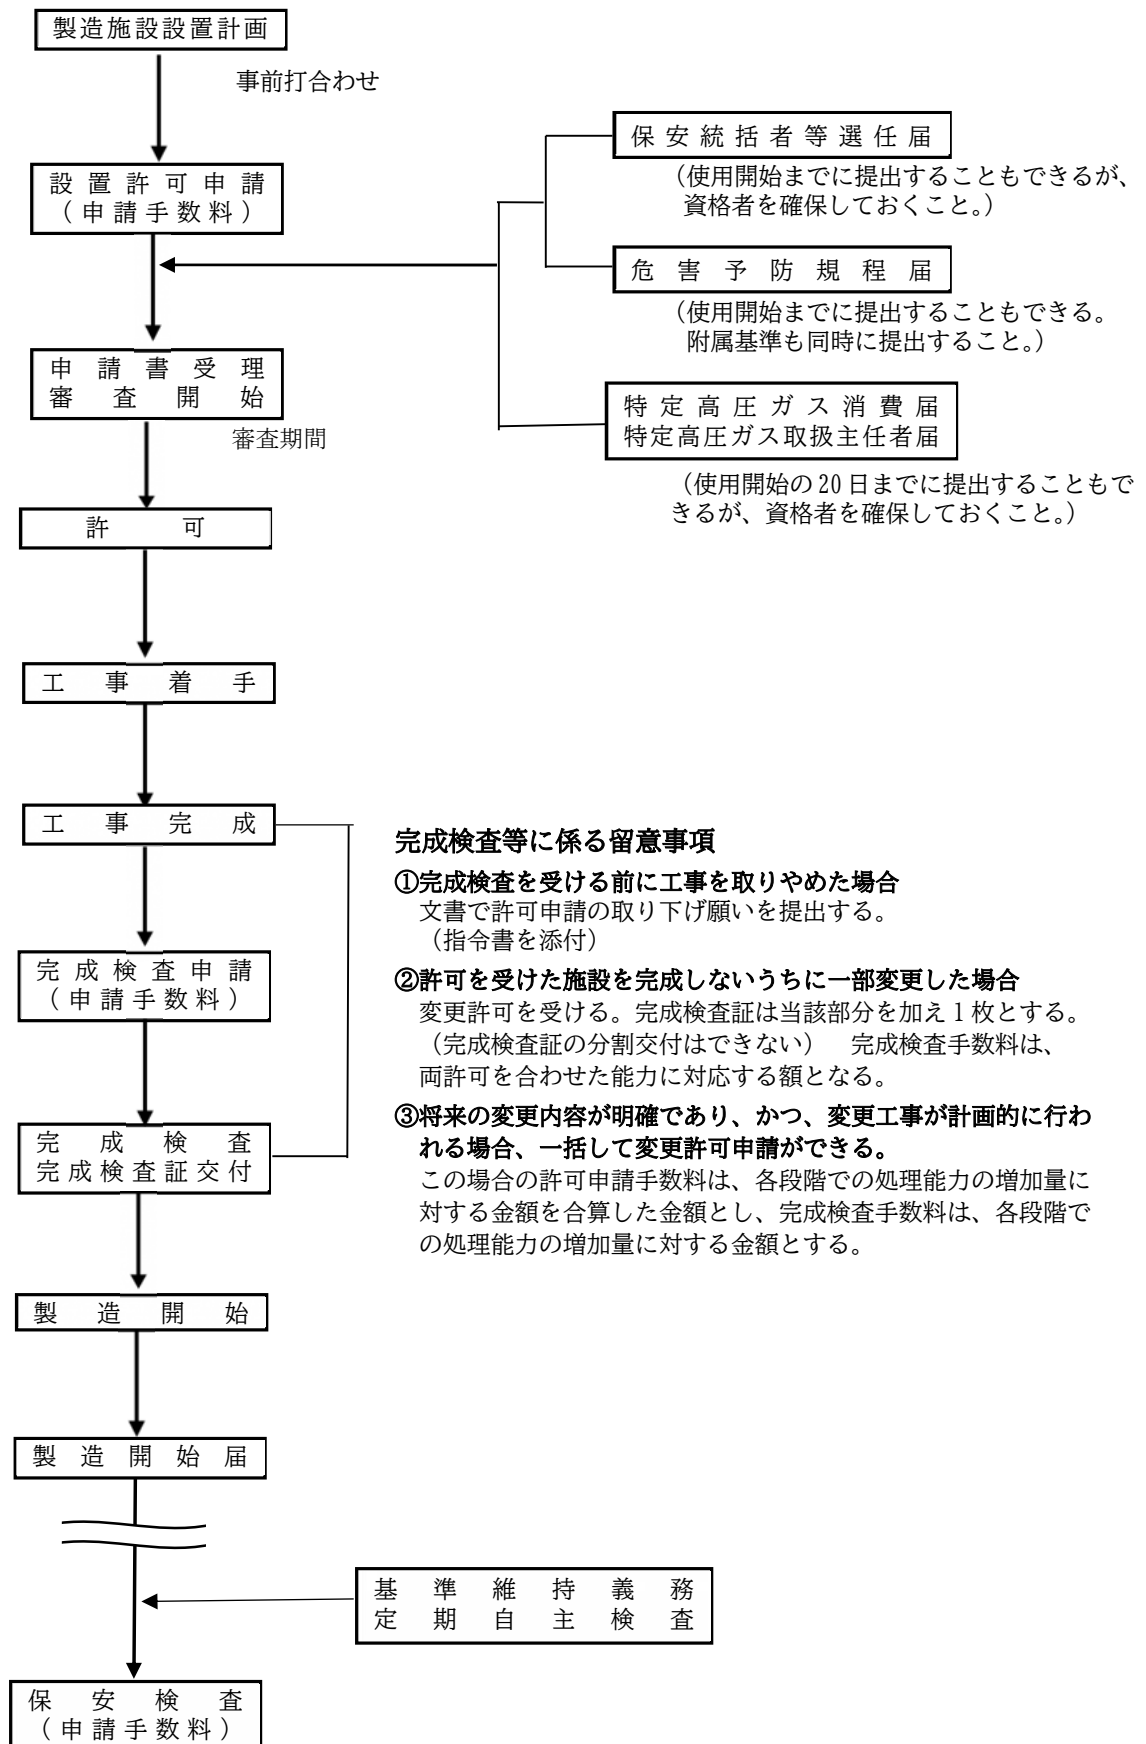 製造施設設置計画
事前打合わせ
保安統括者等選任届
（使用開始までに提出することもできるが、
資格者を確保しておくこと。）
設置許可申請
（申請手数料）
危害予防規程届
（使用開始までに提出することもできる。
附属基準も同時に提出すること。）
申請書受理
審査開始
特定高圧ガス消費届
特定高圧ガス取扱主任者届
審査期間
（使用開始の20日までに提出することもで
きるが、資格者を確保しておくこと。）
許可
工事着手
工事完成
完成検査等に係る留意事項
①完成検査を受ける前に工事を取りやめた場合
文書で許可申請の取り下げ願いを提出する。
（指令書を添付）
完成検査申請
（申請手数料）
②許可を受けた施設を完成しないうちに一部変更した場合
変更許可を受ける。完成検査証は当該部分を加え１枚とする。
（完成検査証の分割交付はできない）　完成検査手数料は、
両許可を合わせた能力に対応する額となる。
完成検査
完成検査証交付
③将来の変更内容が明確であり、かつ、変更工事が計画的に行わ
れる場合、一括して変更許可申請ができる。
この場合の許可申請手数料は、各段階での処理能力の増加量に
対する金額を合算した金額とし、完成検査手数料は、各段階で
の処理能力の増加量に対する金額とする。
製造開始
製造開始届
基準維持義務
定期自主検査
保安検査
（申請手数料）